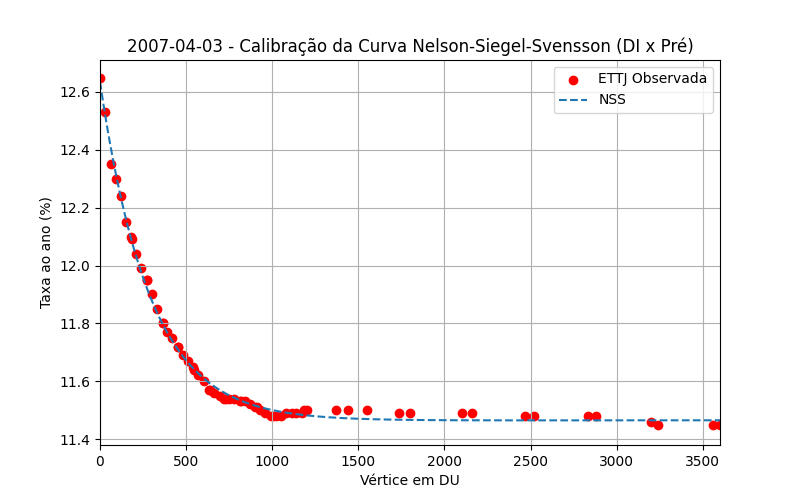 2007-04-03 - Calibração da Curva Nelson-Siegel-Svensson (DI x Pré)
ETTJ Observada
NSS
Taxa ao ano (%)
12.6
12.4
12.2
12.0
11.8
11.6
11.4
0 500 1000 1500 2000 2500 3000 3500
Vértice em DU